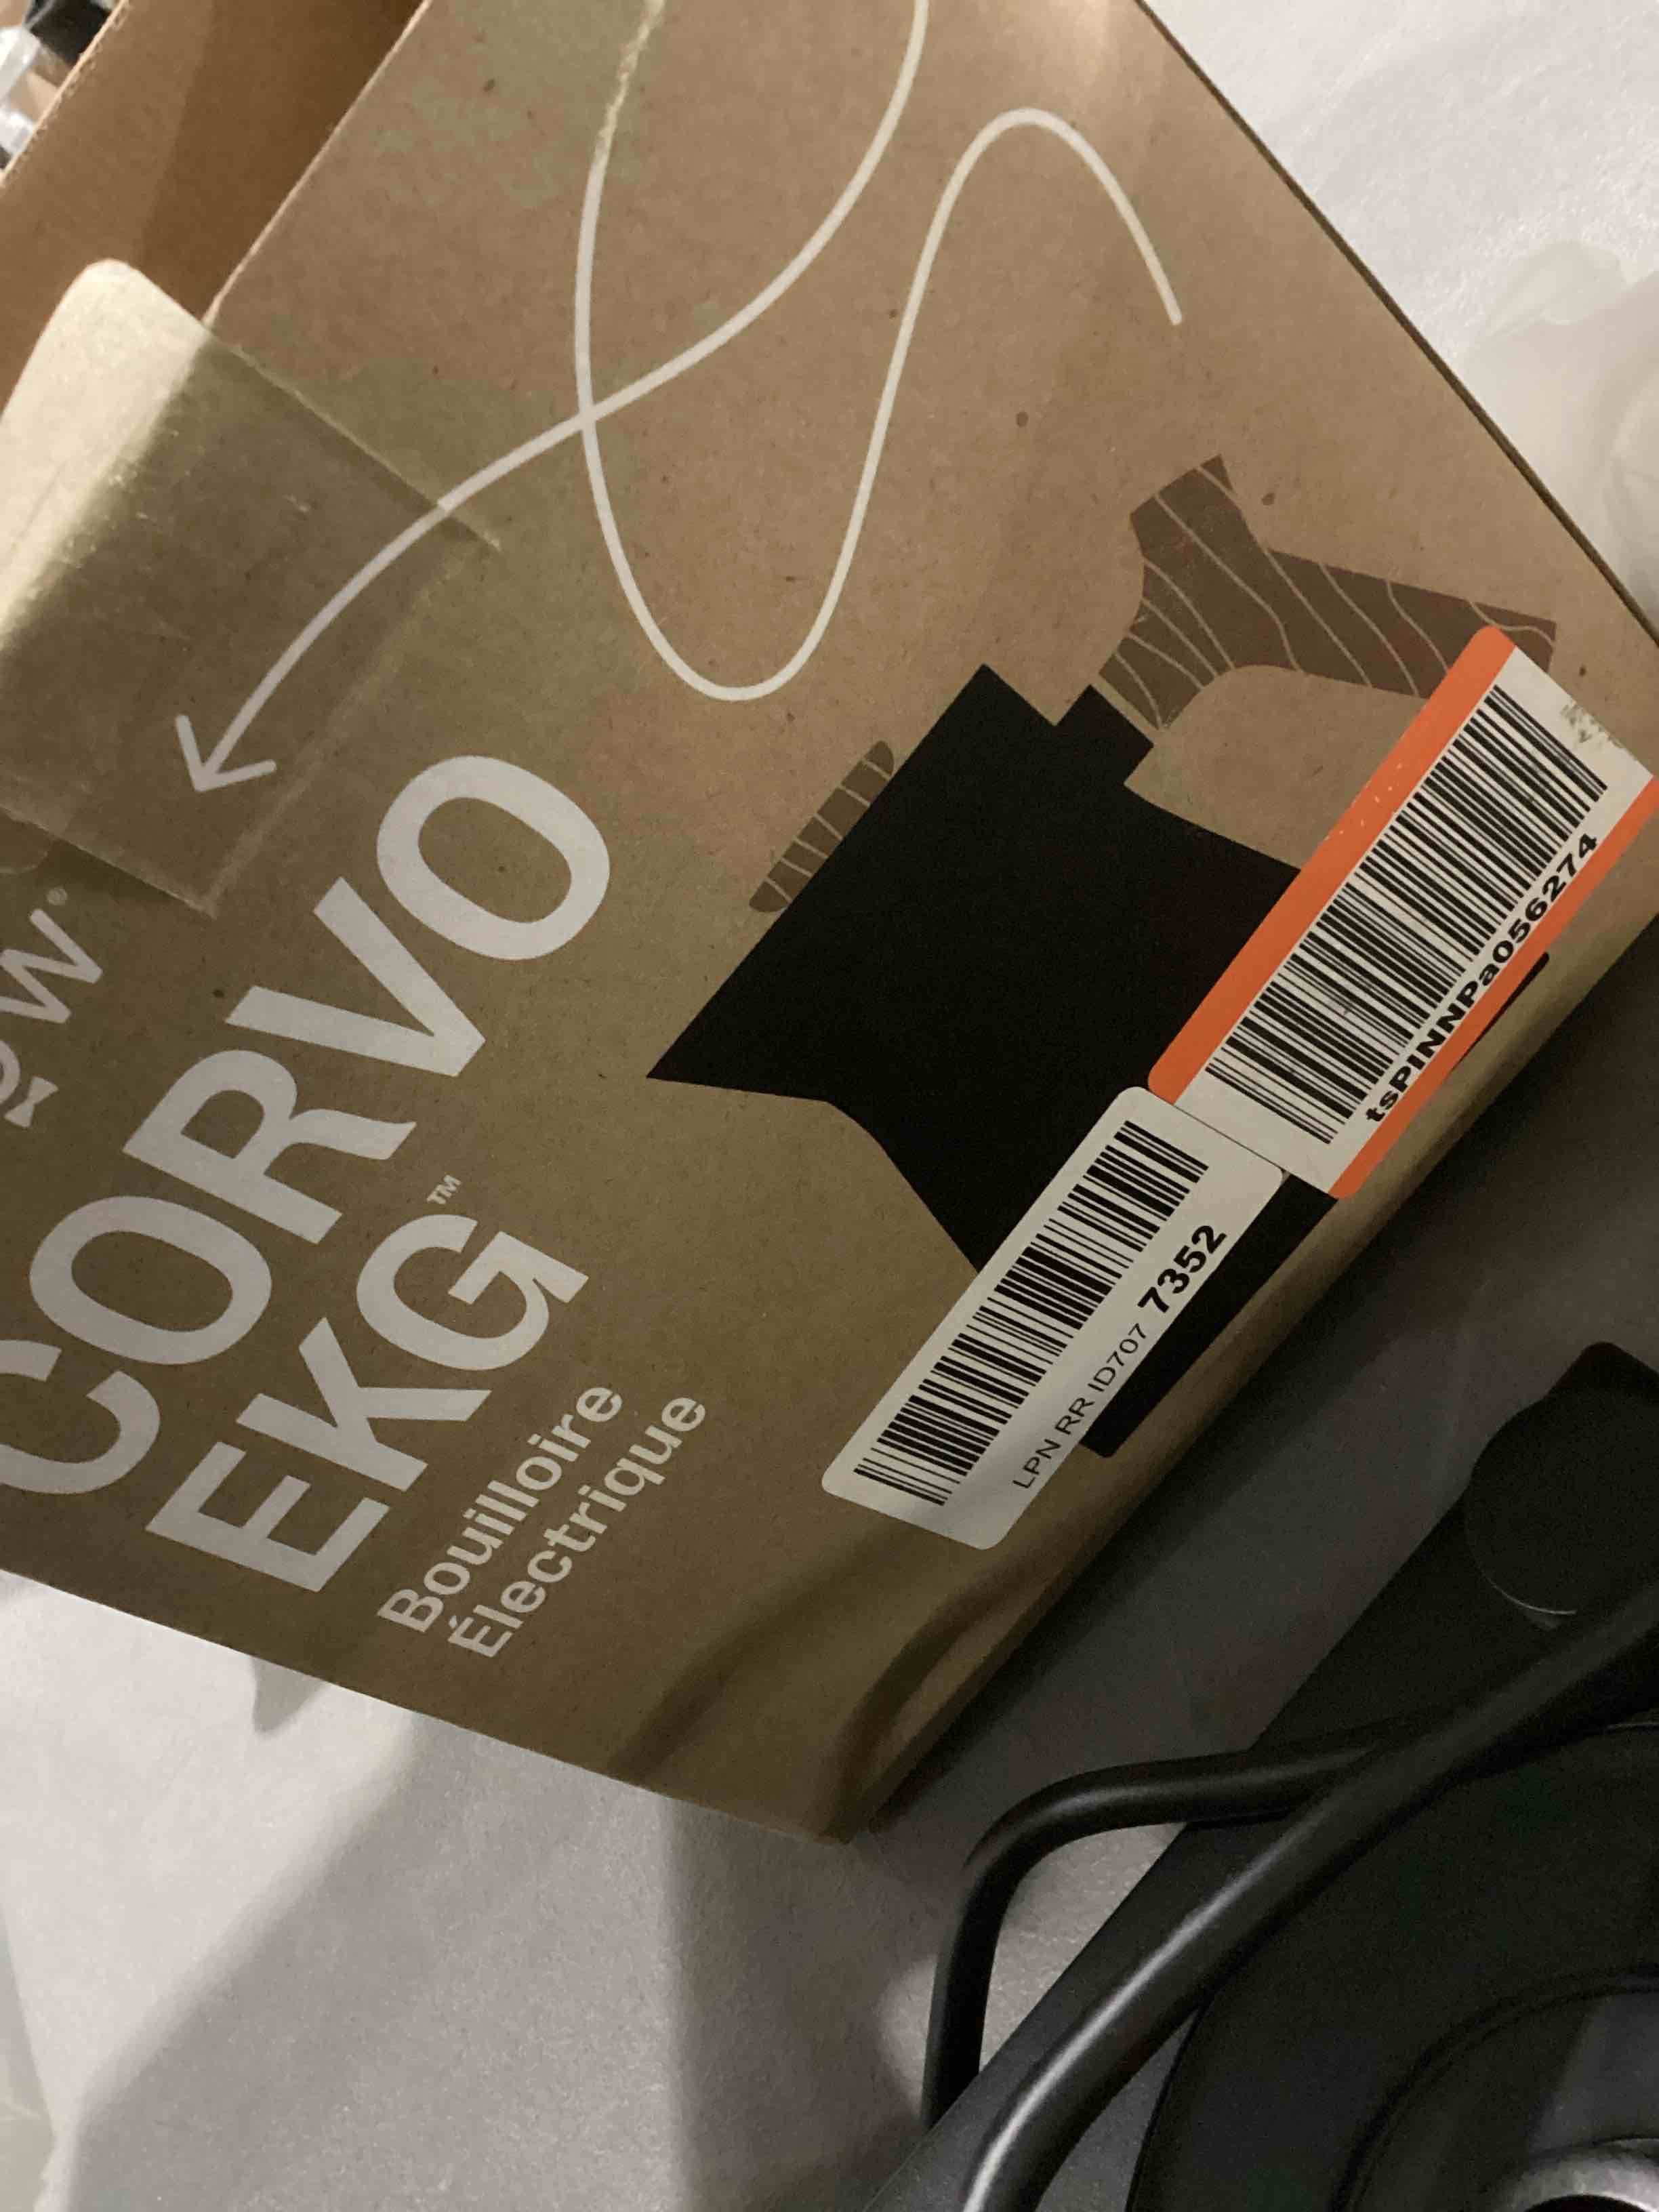 CORVO
EKG™
Bouilloire
Électrique
tsPINNPa056274
LPN RR ID707 7352